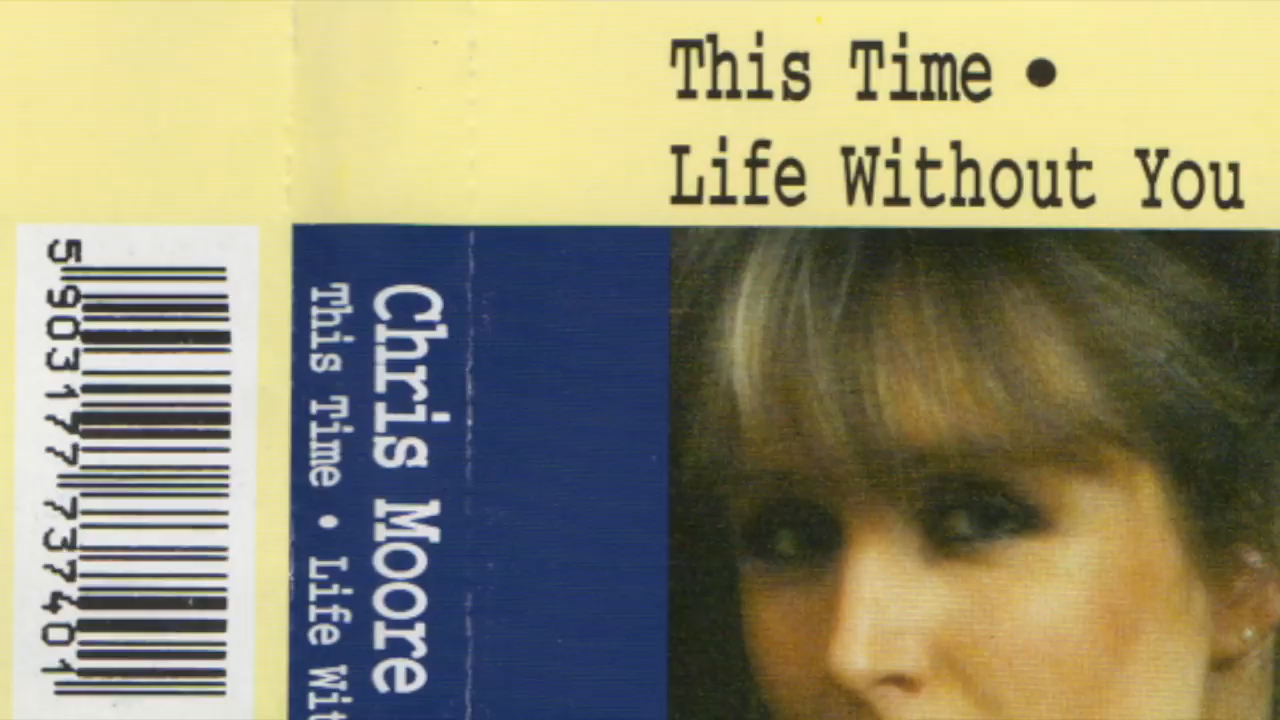 This Time •
Life Without You
Chris Moore
This Time • Life Wit
5 903177 737401